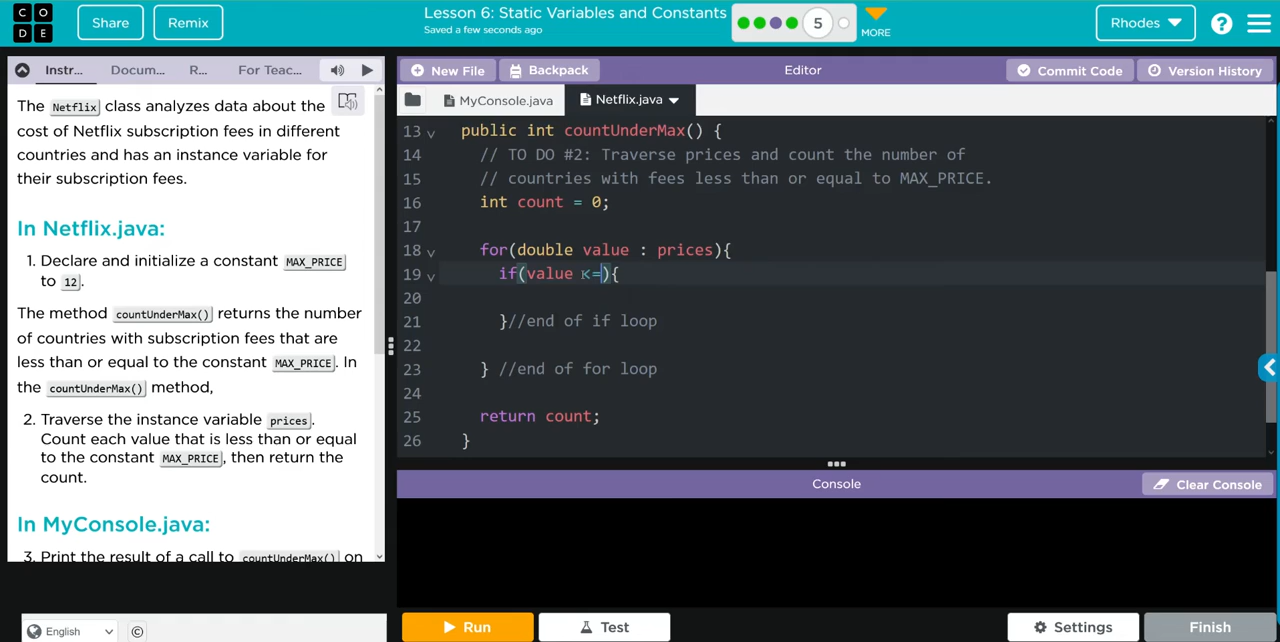 C O
D E
Share
Remix
Lesson 6: Static Variables and Constants
Saved a few seconds ago
5
MORE
Rhodes
?
Instr...
Docum...
R...
For Teac...
New File
Backpack
Editor
Commit Code
Version History
MyConsole.java
Netflix.java
The Netflix class analyzes data about the
cost of Netflix subscription fees in different
countries and has an instance variable for
their subscription fees.
In Netflix.java:
1. Declare and initialize a constant MAX_PRICE
to 12.
The method countUnderMax() returns the number
of countries with subscription fees that are
less than or equal to the constant MAX_PRICE. In
the countUnderMax() method,
2. Traverse the instance variable prices.
Count each value that is less than or equal
to the constant MAX_PRICE, then return the
count.
In MyConsole.java:
3. Print the result of a call to countUnderMax() on
13 public int countUnderMax() {
14 // TO DO #2: Traverse prices and count the number of
15 // countries with fees less than or equal to MAX_PRICE.
16 int count = 0;
17
18 for(double value : prices){
19 if(value <=){
20
21 }//end of if loop
22
23 } //end of for loop
24
25 return count;
26 }
Console
Clear Console
English
©
Run
Test
Settings
Finish